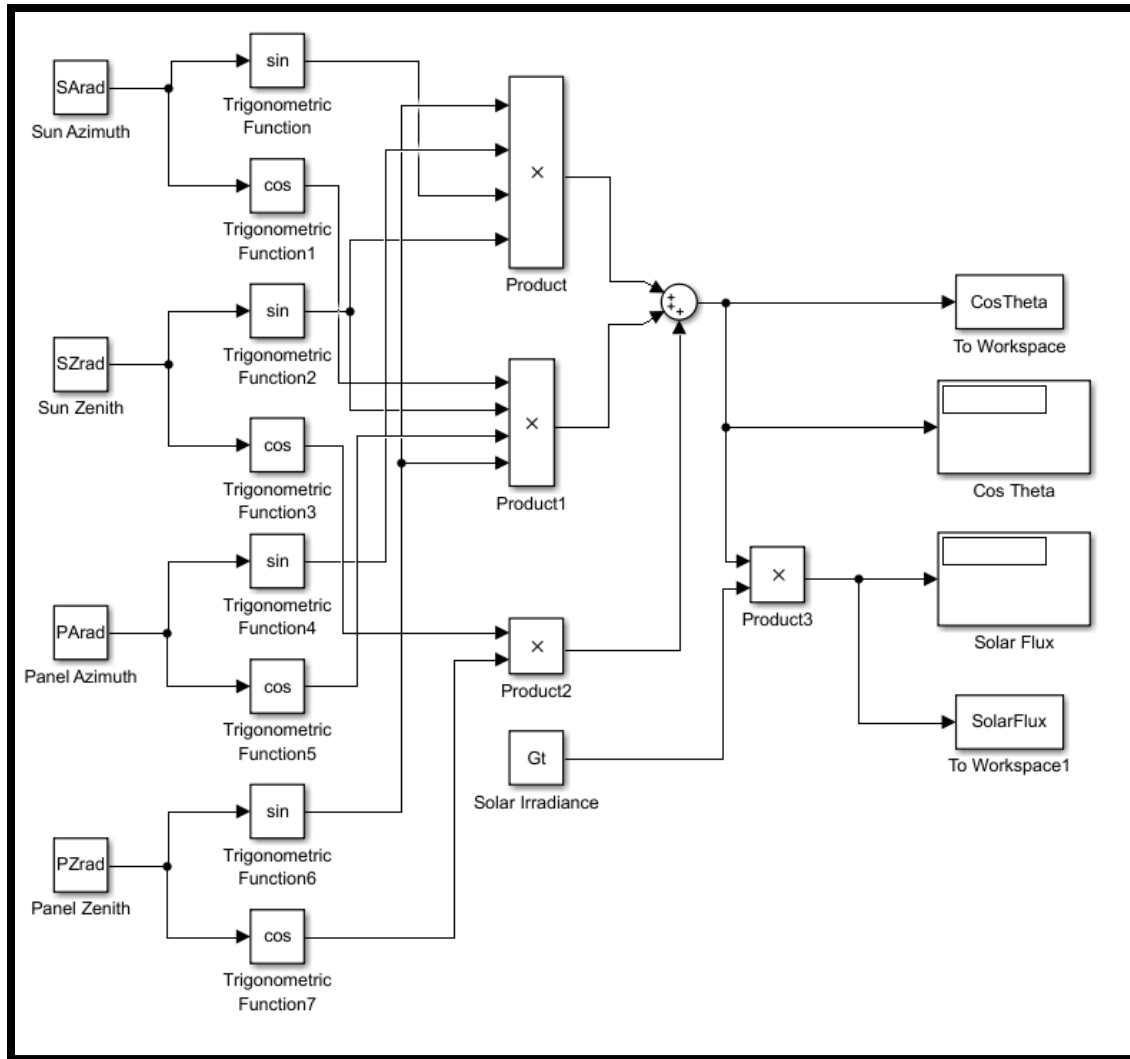 SArad
Sun Azimuth
sin
Trigonometric
Function
cos
Trigonometric
Function1
SZrad
Sun Zenith
sin
Trigonometric
Function2
cos
Trigonometric
Function3
PArad
Panel Azimuth
sin
Trigonometric
Function4
cos
Trigonometric
Function5
PZrad
Panel Zenith
sin
Trigonometric
Function6
cos
Trigonometric
Function7
×
Product
×
Product1
×
Product2
Gt
Solar Irradiance
+
+
+
×
Product3
CosTheta
To Workspace
Cos Theta
Solar Flux
SolarFlux
To Workspace1